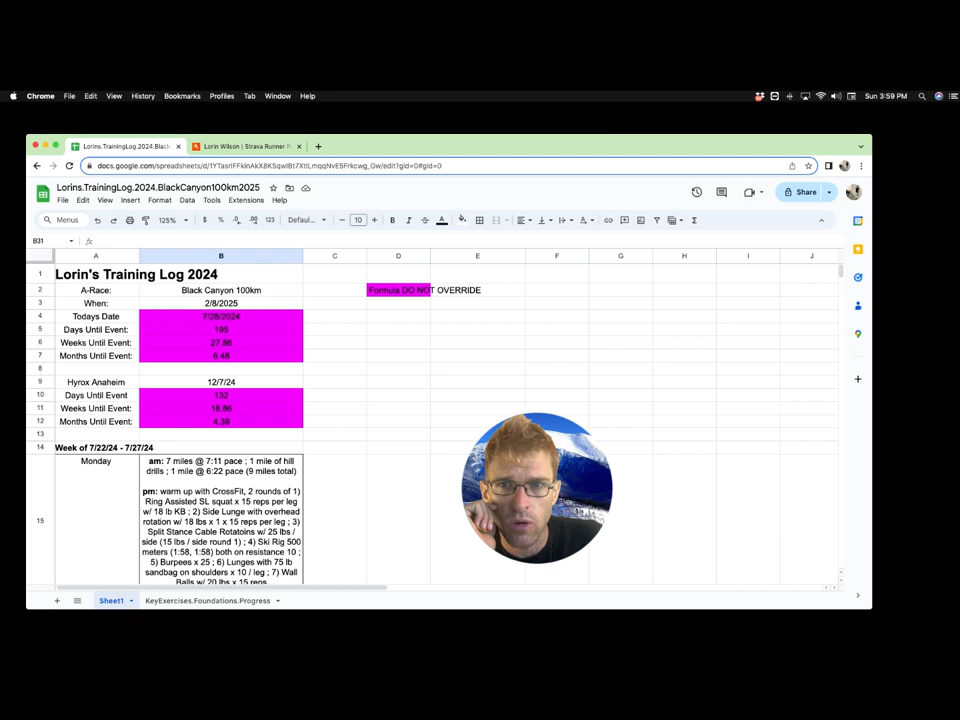 Chrome File Edit View History Bookmarks Profiles Tab Window Help Sun 3:59 PM
Lorins.TrainingLog.2024.Black Lorin Wilson | Strava Runner P
docs.google.com/spreadsheets/d/
Lorins.TrainingLog.2024.BlackCanyon100km2025
Share
File Edit View Insert Format Data Tools Extensions Help
Menus 125% $ % .0 .00 123 Defaul... 10 B I A
B31 fx
A B C D E F G H I J
1 Lorin's Training Log 2024
2 A-Race: Black Canyon 100km Formula DO NOT OVERRIDE
3 When: 2/8/2025
4 Todays Date 7/28/2024
5 Days Until Event: 195
6 Weeks Until Event: 27.86
7 Months Until Event: 6.48
8
9 Hyrox Anaheim 12/7/24
10 Days Until Event 132
11 Weeks Until Event: 18.86
12 Months Until Event: 4.39
13
14 Week of 7/22/24 - 7/27/24
Monday am: 7 miles @ 7:11 pace ; 1 mile of hill
drills ; 1 mile @ 6:22 pace (9 miles total)
pm: warm up with CrossFit, 2 rounds of 1)
Ring Assisted SL squat x 15 reps per leg
w/ 18 lb KB ; 2) Side Lunge with overhead
rotation w/ 18 lbs x 1 x 15 reps per leg ; 3)
Split Stance Cable Rotatoins w/ 25 lbs /
15 side (15 lbs / side round 1) ; 4) Ski Rig 500
meters (1:58, 1:58) both on resistance 10 ;
5) Burpees x 25 ; 6) Lunges with 75 lb
sandbag on shoulders x 10 / leg ; 7) Wall
Balls w/ 20 lbs x 15 reps
Sheet1 KeyExercises.Foundations.Progress